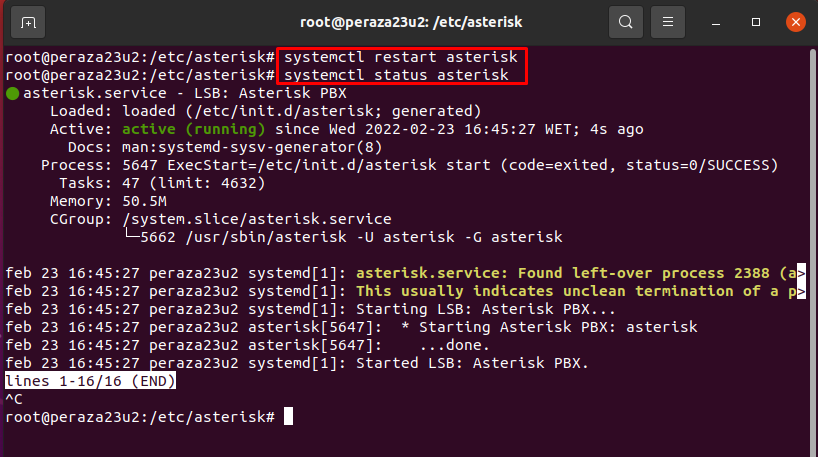 root@peraza23u2: /etc/asterisk
root@peraza23u2:/etc/asterisk# systemctl restart asterisk
root@peraza23u2:/etc/asterisk# systemctl status asterisk
● asterisk.service - LSB: Asterisk PBX
     Loaded: loaded (/etc/init.d/asterisk; generated)
     Active: active (running) since Wed 2022-02-23 16:45:27 WET; 4s ago
       Docs: man:systemd-sysv-generator(8)
    Process: 5647 ExecStart=/etc/init.d/asterisk start (code=exited, status=0/SUCCESS)
      Tasks: 47 (limit: 4632)
     Memory: 50.5M
     CGroup: /system.slice/asterisk.service
             └─5662 /usr/sbin/asterisk -U asterisk -G asterisk
feb 23 16:45:27 peraza23u2 systemd[1]: asterisk.service: Found left-over process 2388 (a>
feb 23 16:45:27 peraza23u2 systemd[1]: This usually indicates unclean termination of a p>
feb 23 16:45:27 peraza23u2 systemd[1]: Starting LSB: Asterisk PBX...
feb 23 16:45:27 peraza23u2 asterisk[5647]:  * Starting Asterisk PBX: asterisk
feb 23 16:45:27 peraza23u2 asterisk[5647]:    ...done.
feb 23 16:45:27 peraza23u2 systemd[1]: Started LSB: Asterisk PBX.
lines 1-16/16 (END)
^C
root@peraza23u2:/etc/asterisk#